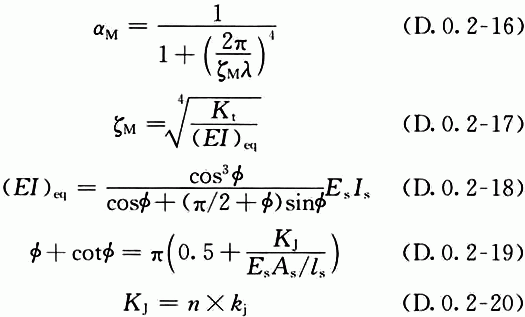 α_M = 1 / (1 + (2π / (ζ_M λ))^4) (D. 0. 2-16)
ζ_M = ⁴√(K_t / (EI)_eq) (D. 0. 2-17)
(EI)_eq = cos³ϕ / (cosϕ + (π/2 + ϕ)sinϕ) E_s I_s (D. 0. 2-18)
ϕ + cotϕ = π(0. 5 + K_J / (E_s A_s / l_s)) (D. 0. 2-19)
K_J = n × k_j (D. 0. 2-20)